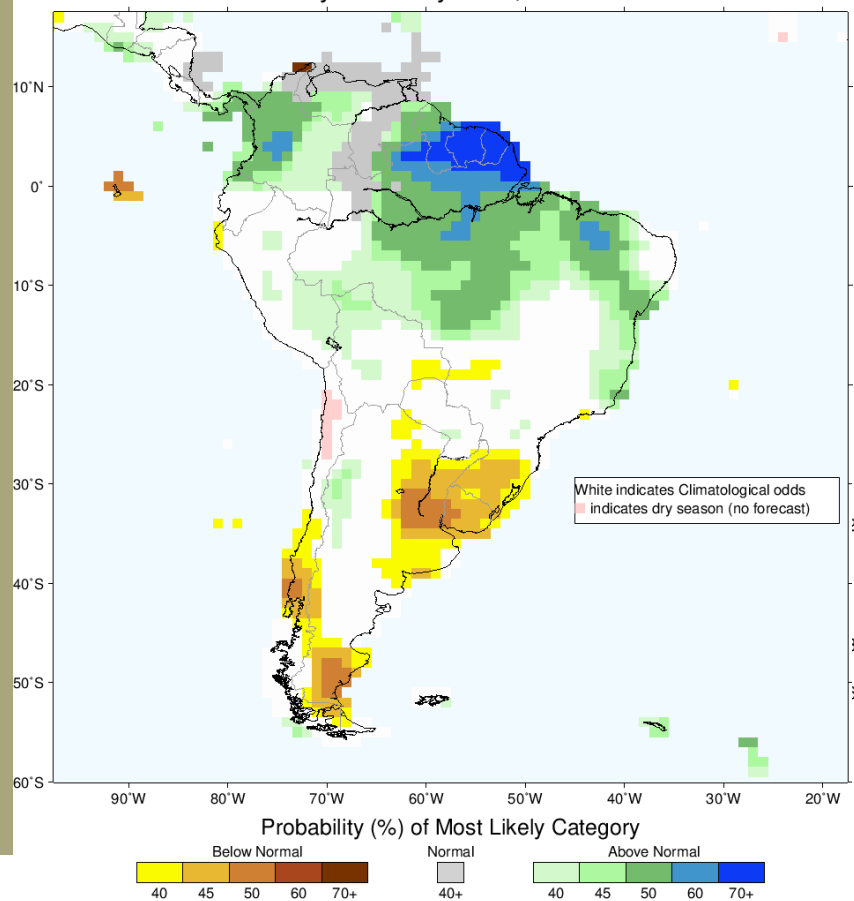 10°N
0°
10°S
20°S
30°S
40°S
50°S
60°S
White indicates Climatological odds
indicates dry season (no forecast)
90°W 80°W 70°W 60°W 50°W 40°W 30°W 20°W
Probability (%) of Most Likely Category
Below Normal Normal Above Normal
40 45 50 60 70+ 40+ 40 45 50 60 70+